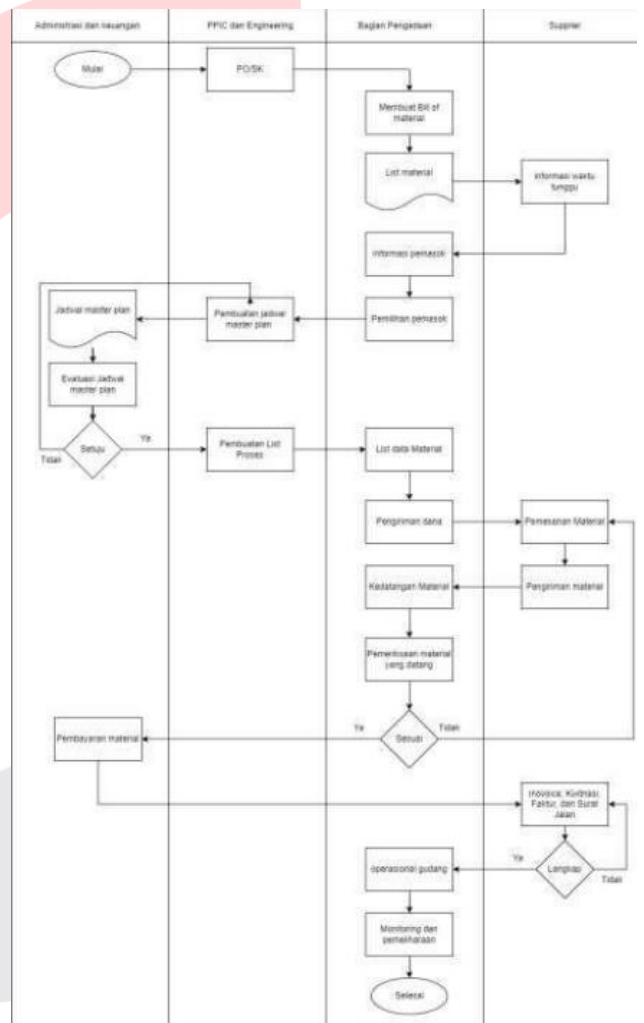 Administrasi dan keuangan
PPIC dan Engineering
Bagian Pengadaan
Supplier
Mulai
PO/SK
Membuat Bill of
material
List material
Informasi waktu
tunggu
Informasi pemasok
Jadwal master plan
Pembuatan jadwal
master plan
Pemilihan pemasok
Evaluasi Jadwal
master plan
Setuju
Ya
Tidak
Pembuatan List
Proses
List data Material
Pengiriman dana
Pemesanan Material
Kedatangan Material
Pengiriman material
Pemeriksaan material
yang datang
Pembayaran material
Ya
Sesuai
Tidak
Inovoice, Kwitnasi,
Faktur, dan Surat
Jalan
operasional gudang
Ya
Lengkap
Tidak
Monitoring dan
pemeliharaan
Selesai